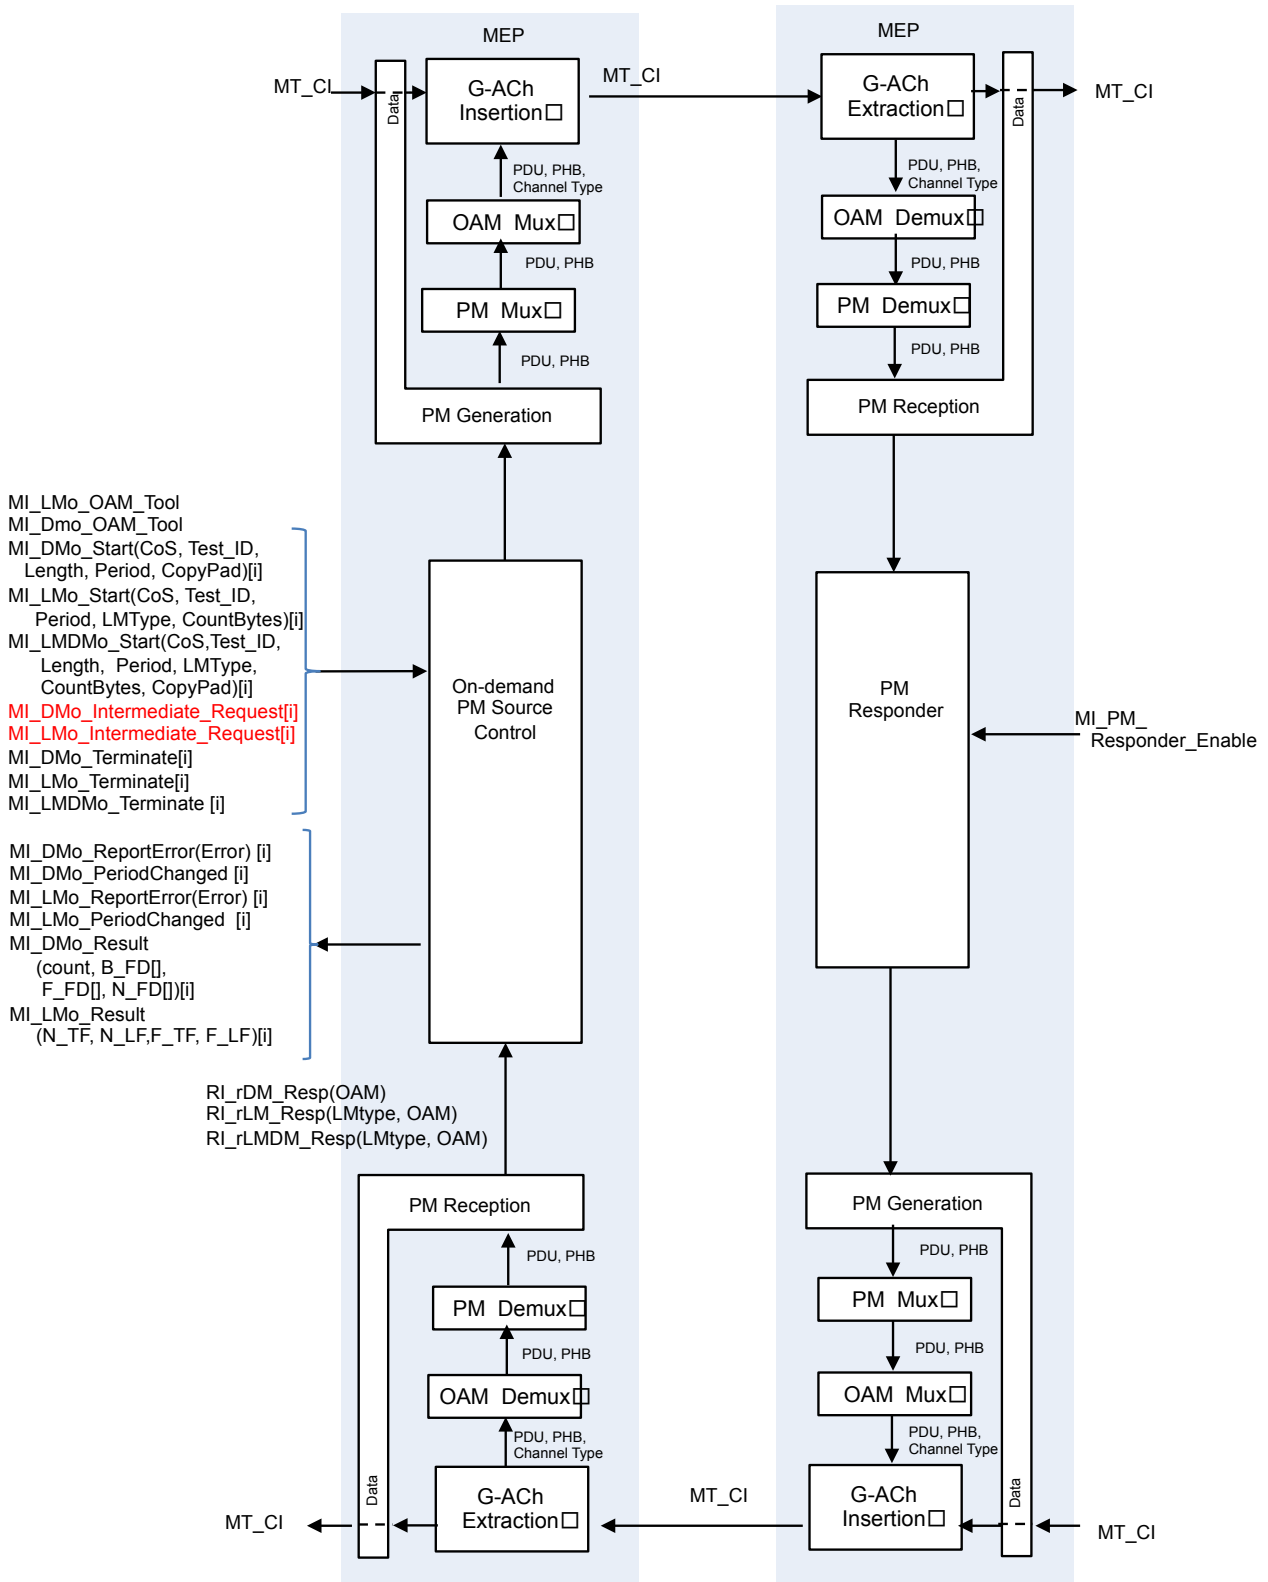 MEP
MEP
MT_CI
Data
G-ACh
Insertion
MT_CI
G-ACh
Extraction
Data
MT_CI
PDU, PHB,
Channel Type
PDU, PHB,
Channel Type
OAM Mux
OAM Demux
PDU, PHB
PDU, PHB
PM Mux
PM Demux
PDU, PHB
PDU, PHB
PM Generation
PM Reception
MI_LMo_OAM_Tool
MI_Dmo_OAM_Tool
MI_DMo_Start(CoS, Test_ID,
Length, Period, CopyPad)[i]
MI_LMo_Start(CoS, Test_ID,
Period, LMType, CountBytes)[i]
MI_LMDMo_Start(CoS,Test_ID,
Length, Period, LMType,
CountBytes, CopyPad)[i]
MI_DMo_Intermediate_Request[i]
MI_LMo_Intermediate_Request[i]
MI_DMo_Terminate[i]
MI_LMo_Terminate[i]
MI_LMDMo_Terminate [i]
On-demand
PM Source
Control
PM
Responder
MI_PM_
Responder_Enable
MI_DMo_ReportError(Error) [i]
MI_DMo_PeriodChanged [i]
MI_LMo_ReportError(Error) [i]
MI_LMo_PeriodChanged [i]
MI_DMo_Result
(count, B_FD[],
F_FD[], N_FD[])[i]
MI_LMo_Result
(N_TF, N_LF,F_TF, F_LF)[i]
RI_rDM_Resp(OAM)
RI_rLM_Resp(LMtype, OAM)
RI_rLMDM_Resp(LMtype, OAM)
PM Reception
PM Generation
PDU, PHB
PDU, PHB
PM Demux
PM Mux
PDU, PHB
PDU, PHB
OAM Demux
OAM Mux
PDU, PHB,
Channel Type
PDU, PHB,
Channel Type
MT_CI
Data
G-ACh
Extraction
MT_CI
G-ACh
Insertion
Data
MT_CI